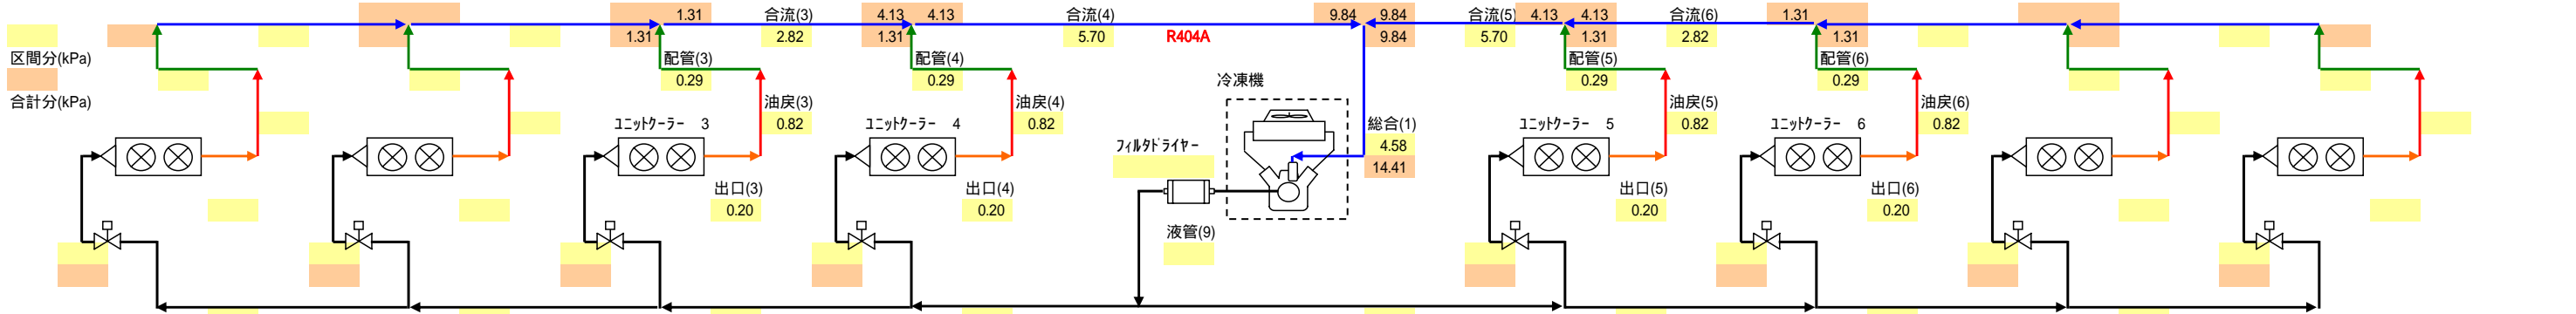 1.31 合流(3) 4.13 4.13 合流(4) 9.84 9.84 合流(5) 4.13 4.13 合流(6) 1.31
1.31 2.82 1.31 5.70 R404A 9.84 5.70 1.31 2.82 1.31
区間分(kPa) 配管(3) 配管(4) 配管(5) 配管(6)
0.29 0.29 冷凍機 0.29 0.29
合計分(kPa) 油戻(3) 油戻(4) 油戻(5) 油戻(6)
ﾕﾆｯﾄｸｰﾗｰ 3 0.82 ﾕﾆｯﾄｸｰﾗｰ 4 0.82 総合(1) ﾕﾆｯﾄｸｰﾗｰ 5 0.82 ﾕﾆｯﾄｸｰﾗｰ 6 0.82
ﾌｨﾙﾀﾄﾞﾗｲﾔｰ 4.58
14.41
出口(3) 出口(4) 出口(5) 出口(6)
0.20 0.20 0.20 0.20
液管(9)